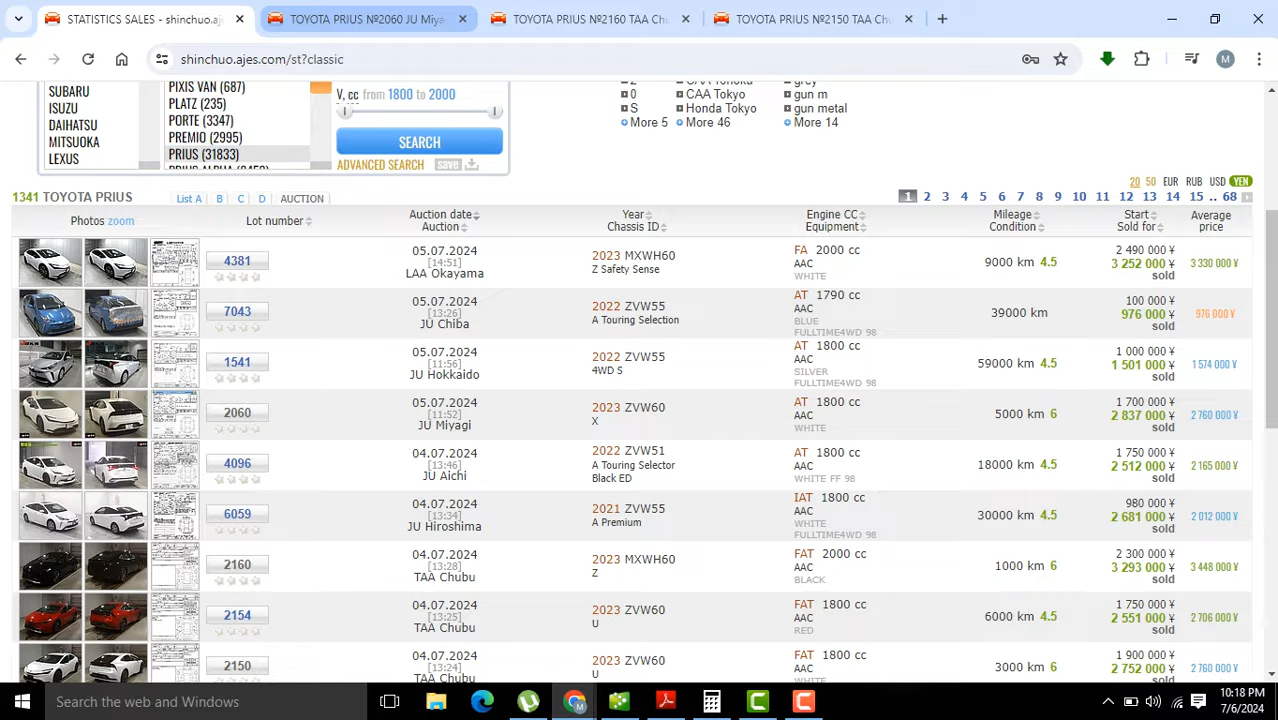 STATISTICS SALES - shinchuo.ajes
TOYOTA PRIUS №2060 JU Miya
TOYOTA PRIUS №2160 TAA Chu
TOYOTA PRIUS №2150 TAA Chu
shinchuo.ajes.com/st?classic
M
SUBARU
ISUZU
DAIHATSU
MITSUOKA
LEXUS
PIXIS VAN (687)
PLATZ (235)
PORTE (3347)
PREMIO (2995)
PRIUS (31833)
V, cc from 1800 to 2000
SEARCH
ADVANCED SEARCH save
0
S
More 5
CAA Tohoku
CAA Tokyo
Honda Tokyo
More 46
grey
gun m
gun metal
More 14
20 50 EUR RUB USD YEN
1341 TOYOTA PRIUS List A B C D AUCTION
1 2 3 4 5 6 7 8 9 10 11 12 13 14 15 .. 68
Photos zoom
Lot number
Auction date
Auction
Year
Chassis ID
Engine CC
Equipment
Mileage
Condition
Start
Sold for
Average
price
4381
05.07.2024
[14:51]
LAA Okayama
2023 MXWH60
Z Safety Sense
FA 2000 cc
AAC
WHITE
9000 km 4.5
2 490 000 ¥
3 252 000 ¥
sold
3 330 000 ¥
7043
05.07.2024
[13:26]
JU Chiba
2022 ZVW55
A Touring Selection
AT 1790 cc
AAC
BLUE
FULLTIME4WD 98
39000 km
100 000 ¥
976 000 ¥
sold
976 000 ¥
1541
05.07.2024
[11:56]
JU Hokkaido
2022 ZVW55
4WD S
AT 1800 cc
AAC
SILVER
FULLTIME4WD 98
59000 km 4.5
1 000 000 ¥
1 501 000 ¥
sold
1 574 000 ¥
2060
05.07.2024
[11:52]
JU Miyagi
2023 ZVW60
X
AT 1800 cc
AAC
WHITE
5000 km 6
1 700 000 ¥
2 837 000 ¥
sold
2 760 000 ¥
4096
04.07.2024
[13:46]
JU Aichi
2022 ZVW51
A Touring Selector
Black ED
AT 1800 cc
AAC
WHITE FF 98
18000 km 4.5
1 750 000 ¥
2 512 000 ¥
sold
2 165 000 ¥
6059
04.07.2024
[13:34]
JU Hiroshima
2021 ZVW55
A Premium
IAT 1800 cc
AAC
WHITE
FULLTIME4WD 98
30000 km 4.5
980 000 ¥
2 681 000 ¥
sold
2 012 000 ¥
2160
04.07.2024
[13:28]
TAA Chubu
2023 MXWH60
Z
FAT 2000 cc
AAC
BLACK
1000 km 6
2 300 000 ¥
3 293 000 ¥
sold
3 448 000 ¥
2154
04.07.2024
[13:25]
TAA Chubu
2023 ZVW60
U
FAT 1800 cc
AAC
RED
6000 km 4.5
1 750 000 ¥
2 551 000 ¥
sold
2 706 000 ¥
2150
04.07.2024
[13:24]
TAA Chubu
2023 ZVW60
U
FAT 1800 cc
AAC
3000 km 4.5
1 900 000 ¥
2 752 000 ¥
sold
2 760 000 ¥
Search the web and Windows
10:18 PM
7/6/2024